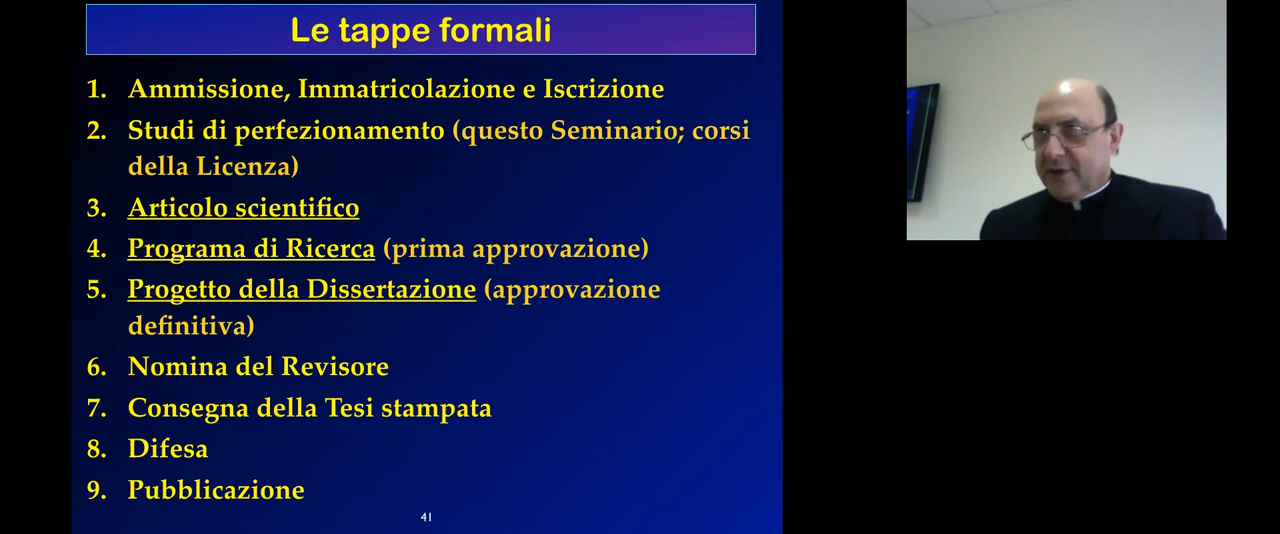 Le tappe formali
1. Ammissione, Immatricolazione e Iscrizione
2. Studi di perfezionamento (questo Seminario; corsi
della Licenza)
3. Articolo scientifico
4. Programa di Ricerca (prima approvazione)
5. Progetto della Dissertazione (approvazione
definitiva)
6. Nomina del Revisore
7. Consegna della Tesi stampata
8. Difesa
9. Pubblicazione
41